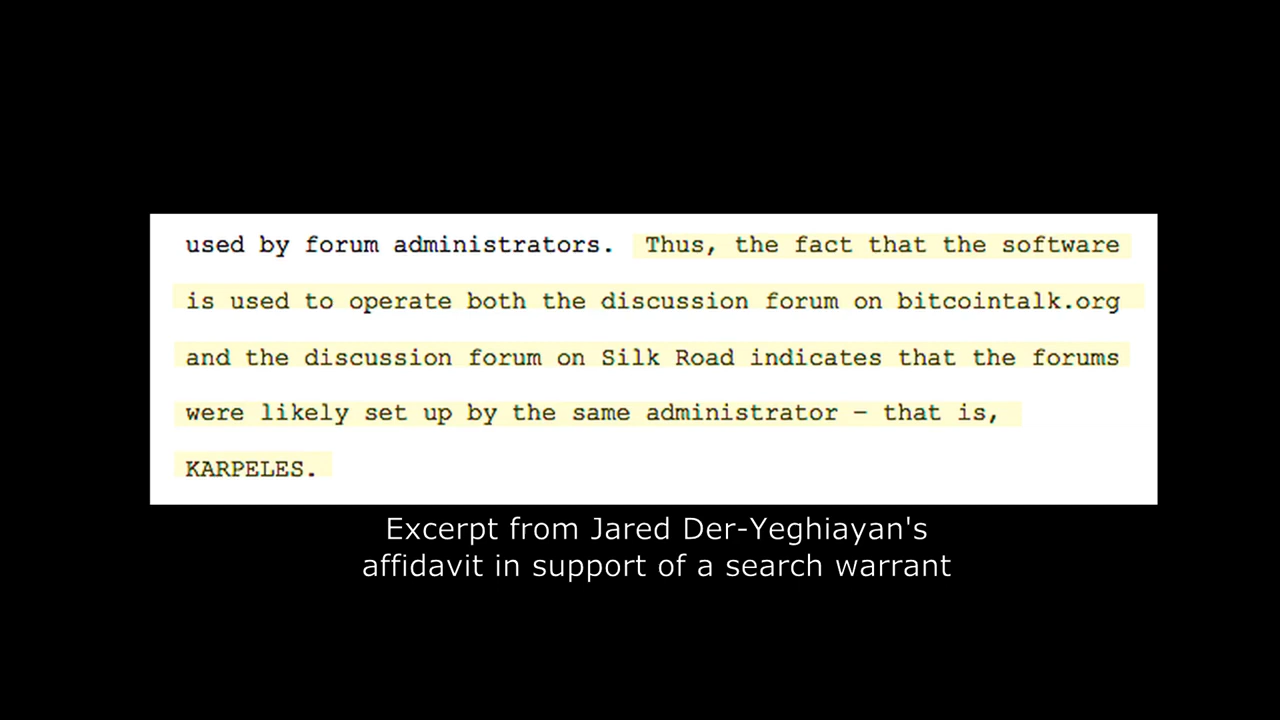 used by forum administrators. Thus, the fact that the software
is used to operate both the discussion forum on bitcointalk.org
and the discussion forum on Silk Road indicates that the forums
were likely set up by the same administrator – that is,
KARPELES.
Excerpt from Jared Der-Yeghiayan's
affidavit in support of a search warrant